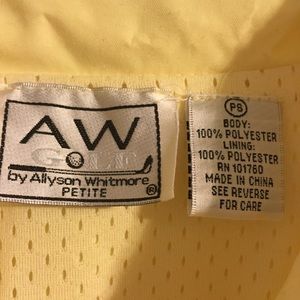 AW
GOLF
by Allyson Whitmore
PETITE ®
PS
BODY:
100% POLYESTER
LINING:
100% POLYESTER
RN 101760
MADE IN CHINA
SEE REVERSE
FOR CARE